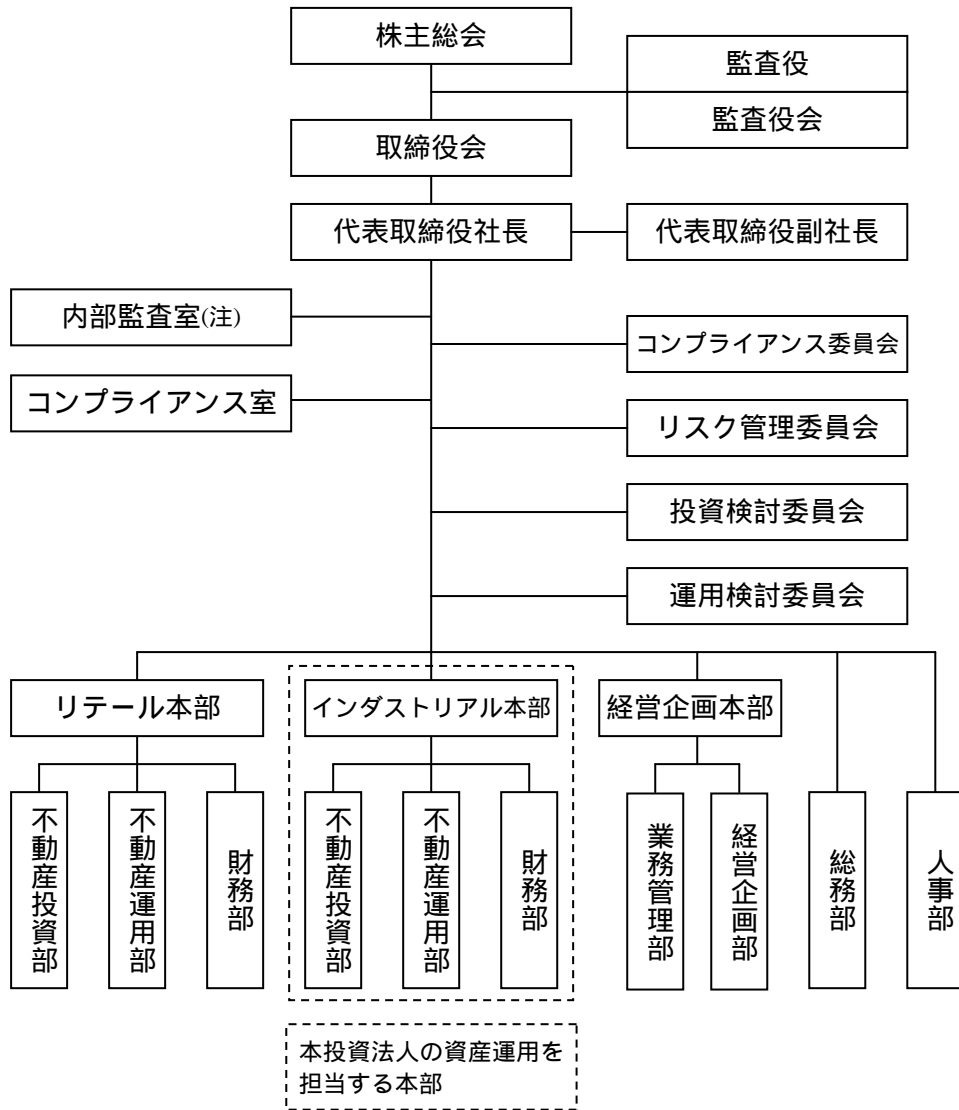 株主総会
監査役
監査役会
取締役会
代表取締役社長
代表取締役副社長
内部監査室(注)
コンプライアンス委員会
コンプライアンス室
リスク管理委員会
投資検討委員会
運用検討委員会
リテール本部
インダストリアル本部
経営企画本部
不動産投資部
不動産運用部
財務部
不動産投資部
不動産運用部
財務部
業務管理部
経営企画部
総務部
人事部
本投資法人の資産運用を
担当する本部